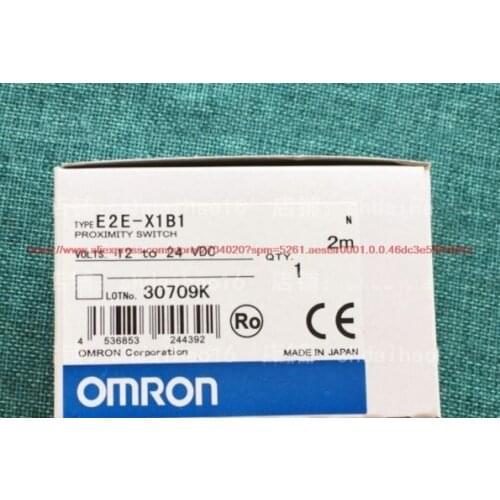 N
TYPE E2E-X1B1
PROXIMITY SWITCH
2m
VOLTS. 12 to 24 VDC
QTY.
1
LOTNo. 30709K
Ro
CE
4 536853 244392
OMRON Corporation
MADE IN JAPAN
OMRON